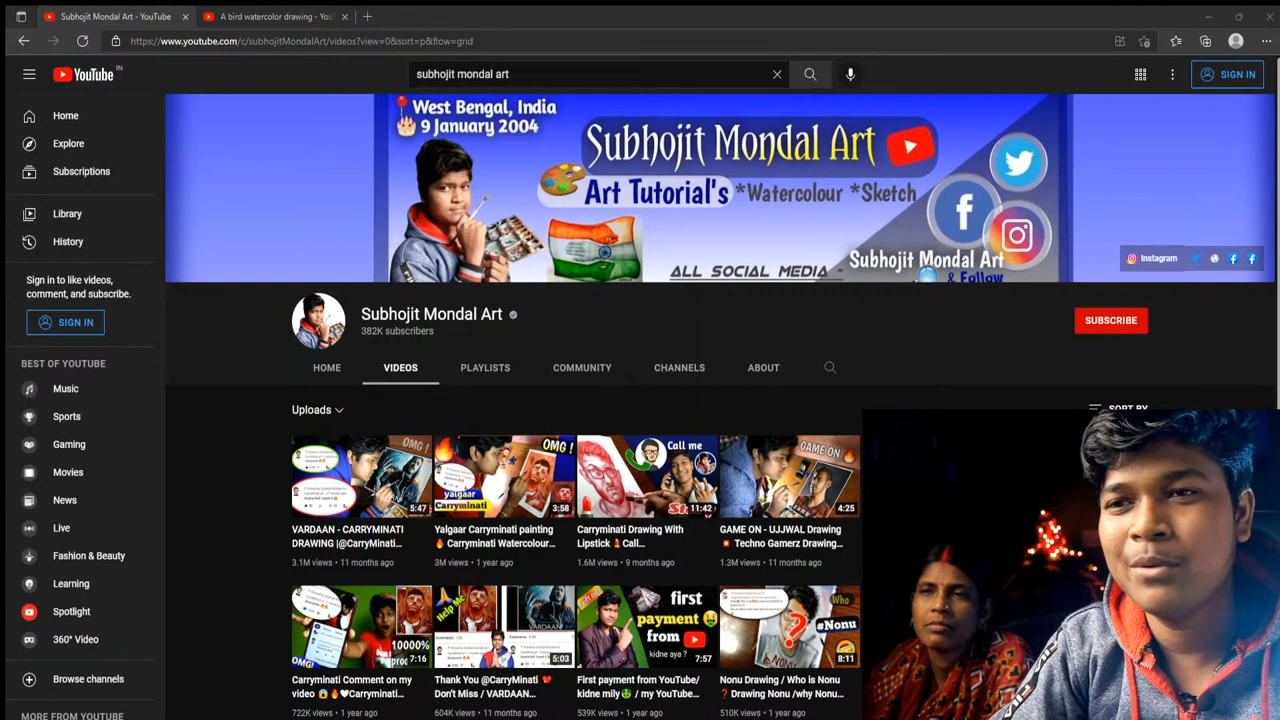 Subhojit Mondal Art - YouTube
A bird watercolor drawing - You
https://www.youtube.com/c/subhojitMondalArt/videos?view=0&sort=p&flow=grid
YouTube IN
subhojit mondal art
SIGN IN
Home
Explore
Subscriptions
Library
History
Sign in to like videos,
comment, and subscribe.
SIGN IN
BEST OF YOUTUBE
Music
Sports
Gaming
Movies
News
Live
Fashion & Beauty
Learning
Spotlight
360° Video
Browse channels
MORE FROM YOUTUBE
West Bengal, India
9 January 2004
Subhojit Mondal Art
Art Tutorial's *Watercolour *Sketch
ALL SOCIAL MEDIA -
Subhojit Mondal Art
& Follow
Instagram
Subhojit Mondal Art
382K subscribers
SUBSCRIBE
HOME
VIDEOS
PLAYLISTS
COMMUNITY
CHANNELS
ABOUT
Uploads
SORT BY
OMG !
5:47
VARDAAN - CARRYMINATI
DRAWING |@CarryMinati...
3.1M views • 11 months ago
OMG !
yalgaar
Carryminati
3:58
Yalgaar Carryminati painting
🔥 Carryminati Watercolour...
3M views • 1 year ago
Call me
11:42
Carryminati Drawing With
Lipstick 💄Call...
1.6M views • 9 months ago
GAME ON
4:25
GAME ON - UJJWAL Drawing
💥 Techno Gamerz Drawing...
1.3M views • 11 months ago
10000%
OMG!
7:16
Carryminati Comment on my
video 😱🔥❤Carryminati...
722K views • 1 year ago
Help Me
VARDAAN
5:03
Thank You @CarryMinati 💔
Don't Miss / VARDAAN...
604K views • 11 months ago
first
payment
from
kidne aya ?
7:57
First payment from YouTube/
kidne mily🤑 / my YouTube...
539K views • 1 year ago
Who
#Nonu
8:11
Nonu Drawing / Who is Nonu
❓Drawing Nonu /why Nonu...
510K views • 1 year ago